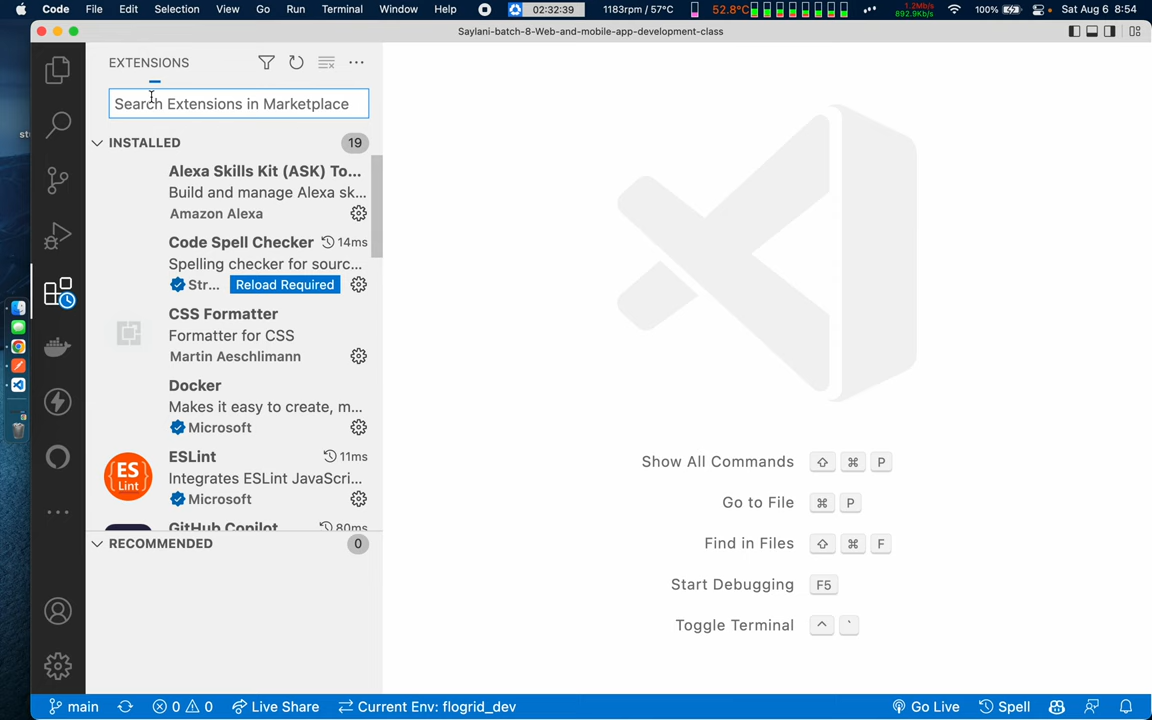 Code File Edit Selection View Go Run Terminal Window Help 02:32:39 1183rpm / 57°C 52.8°C 1.2Mb/s 892.9Kb/s 100% Sat Aug 6 8:54
Saylani-batch-8-Web-and-mobile-app-development-class
EXTENSIONS
Search Extensions in Marketplace
INSTALLED 19
Alexa Skills Kit (ASK) To...
Build and manage Alexa sk...
Amazon Alexa
Code Spell Checker 14ms
Spelling checker for sourc...
Str... Reload Required
CSS Formatter
Formatter for CSS
Martin Aeschlimann
Docker
Makes it easy to create, m...
Microsoft
ESLint 11ms
ES
Lint
Integrates ESLint JavaScri...
Microsoft
GitHub Copilot 80ms
RECOMMENDED 0
Show All Commands ⇧ ⌘ P
Go to File ⌘ P
Find in Files ⇧ ⌘ F
Start Debugging F5
Toggle Terminal ^ `
main 0 0 Live Share Current Env: flogrid_dev Go Live Spell